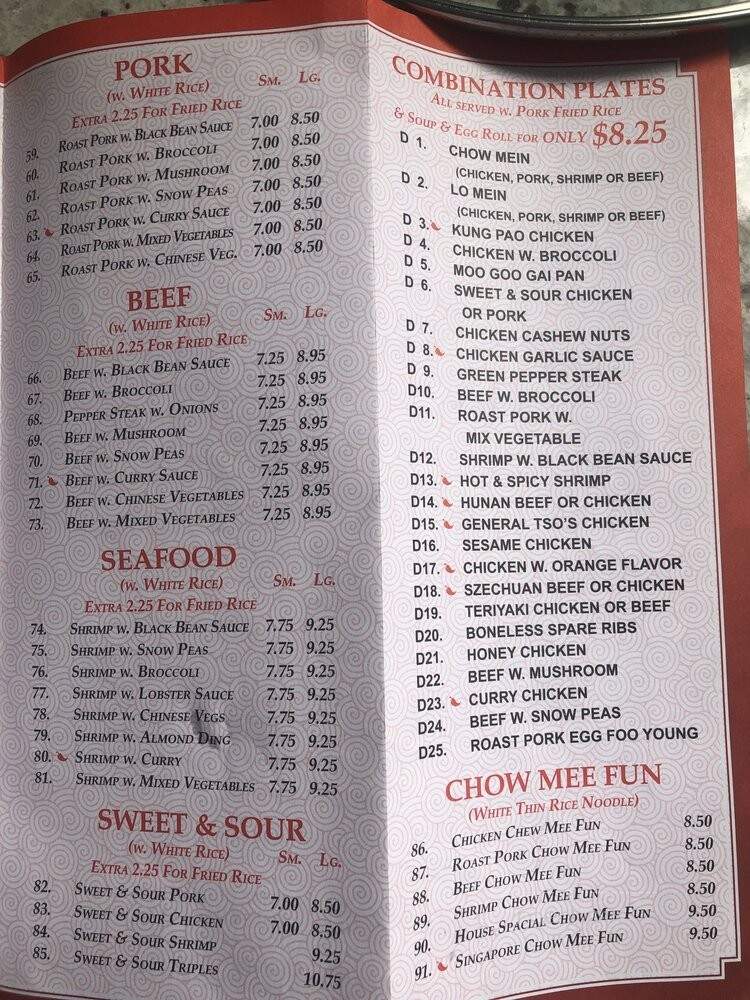 PORK
(W. WHITE RICE) SM. LG.
EXTRA 2.25 FOR FRIED RICE
59. ROAST PORK W. BLACK BEAN SAUCE 7.00 8.50
60. ROAST PORK W. BROCCOLI 7.00 8.50
61. ROAST PORK W. MUSHROOM 7.00 8.50
62. ROAST PORK W. SNOW PEAS 7.00 8.50
63. ROAST PORK W. CURRY SAUCE 7.00 8.50
64. ROAST PORK W. MIXED VEGETABLES 7.00 8.50
65. ROAST PORK W. CHINESE VEG. 7.00 8.50
BEEF
(W. WHITE RICE) SM. LG.
EXTRA 2.25 FOR FRIED RICE
66. BEEF W. BLACK BEAN SAUCE 7.25 8.95
67. BEEF W. BROCCOLI 7.25 8.95
68. PEPPER STEAK W. ONIONS 7.25 8.95
69. BEEF W. MUSHROOM 7.25 8.95
70. BEEF W. SNOW PEAS 7.25 8.95
71. BEEF W. CURRY SAUCE 7.25 8.95
72. BEEF W. CHINESE VEGETABLES 7.25 8.95
73. BEEF W. MIXED VEGETABLES 7.25 8.95
SEAFOOD
(W. WHITE RICE) SM. LG.
EXTRA 2.25 FOR FRIED RICE
74. SHRIMP W. BLACK BEAN SAUCE 7.75 9.25
75. SHRIMP W. SNOW PEAS 7.75 9.25
76. SHRIMP W. BROCCOLI 7.75 9.25
77. SHRIMP W. LOBSTER SAUCE 7.75 9.25
78. SHRIMP W. CHINESE VEGS 7.75 9.25
79. SHRIMP W. ALMOND DING 7.75 9.25
80. SHRIMP W. CURRY 7.75 9.25
81. SHRIMP W. MIXED VEGETABLES 7.75 9.25
SWEET & SOUR
(W. WHITE RICE) SM. LG.
EXTRA 2.25 FOR FRIED RICE
82. SWEET & SOUR PORK 7.00 8.50
83. SWEET & SOUR CHICKEN 7.00 8.50
84. SWEET & SOUR SHRIMP 9.25
85. SWEET & SOUR TRIPLES 10.75
COMBINATION PLATES
ALL SERVED W. PORK FRIED RICE
& SOUP & EGG ROLL FOR ONLY $8.25
D 1. CHOW MEIN
(CHICKEN, PORK, SHRIMP OR BEEF)
D 2. LO MEIN
(CHICKEN, PORK, SHRIMP OR BEEF)
D 3. KUNG PAO CHICKEN
D 4. CHICKEN W. BROCCOLI
D 5. MOO GOO GAI PAN
D 6. SWEET & SOUR CHICKEN
OR PORK
D 7. CHICKEN CASHEW NUTS
D 8. CHICKEN GARLIC SAUCE
D 9. GREEN PEPPER STEAK
D10. BEEF W. BROCCOLI
D11. ROAST PORK W.
MIX VEGETABLE
D12. SHRIMP W. BLACK BEAN SAUCE
D13. HOT & SPICY SHRIMP
D14. HUNAN BEEF OR CHICKEN
D15. GENERAL TSO'S CHICKEN
D16. SESAME CHICKEN
D17. CHICKEN W. ORANGE FLAVOR
D18. SZECHUAN BEEF OR CHICKEN
D19. TERIYAKI CHICKEN OR BEEF
D20. BONELESS SPARE RIBS
D21. HONEY CHICKEN
D22. BEEF W. MUSHROOM
D23. CURRY CHICKEN
D24. BEEF W. SNOW PEAS
D25. ROAST PORK EGG FOO YOUNG
CHOW MEE FUN
(WHITE THIN RICE NOODLE)
86. CHICKEN CHEW MEE FUN 8.50
87. ROAST PORK CHOW MEE FUN 8.50
88. BEEF CHOW MEE FUN 8.50
89. SHRIMP CHOW MEE FUN 8.50
90. HOUSE SPACIAL CHOW MEE FUN 9.50
91. SINGAPORE CHOW MEE FUN 9.50